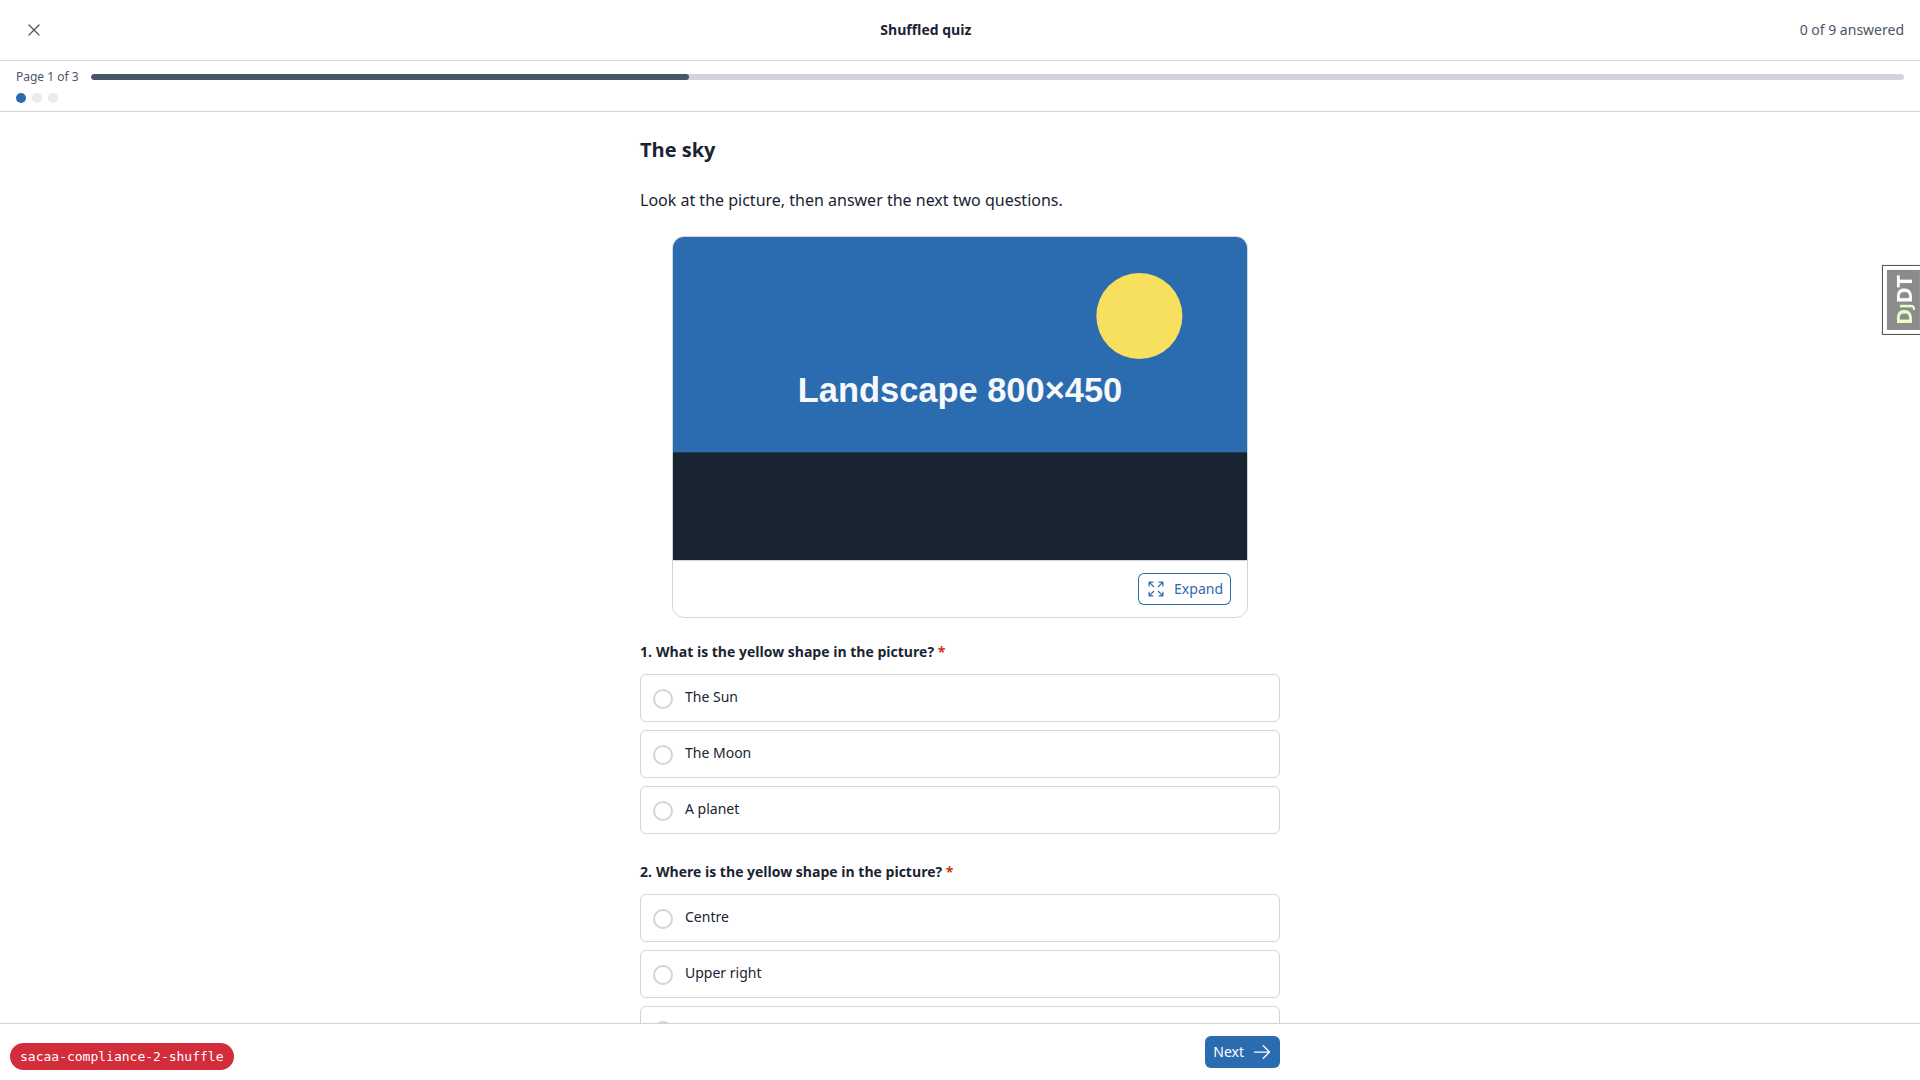 Shuffled quiz
0 of 9 answered
Page 1 of 3
The sky
Look at the picture, then answer the next two questions.
Landscape 800×450
Expand
DjDT
1. What is the yellow shape in the picture? *
The Sun
The Moon
A planet
2. Where is the yellow shape in the picture? *
Centre
Upper right
sacaa-compliance-2-shuffle
Next